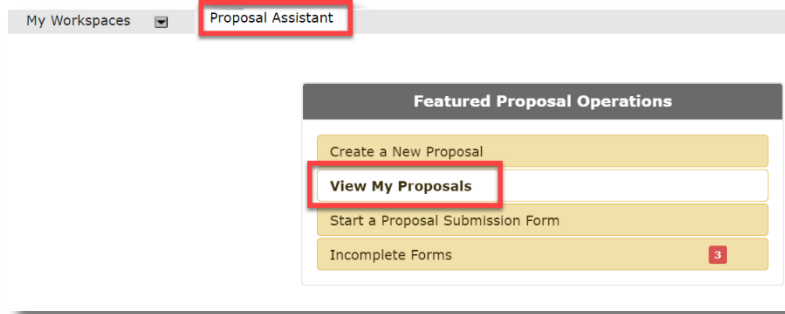 My Workspaces Proposal Assistant
Featured Proposal Operations
Create a New Proposal
View My Proposals
Start a Proposal Submission Form
Incomplete Forms 3